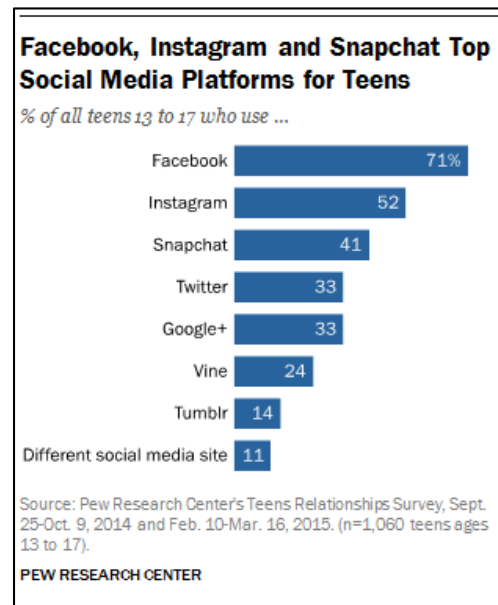 Facebook, Instagram and Snapchat Top
Social Media Platforms for Teens
% of all teens 13 to 17 who use ...
Facebook 71%
Instagram 52
Snapchat 41
Twitter 33
Google+ 33
Vine 24
Tumblr 14
Different social media site 11
Source: Pew Research Center's Teens Relationships Survey, Sept.
25-Oct. 9, 2014 and Feb. 10-Mar. 16, 2015. (n=1,060 teens ages
13 to 17).
PEW RESEARCH CENTER